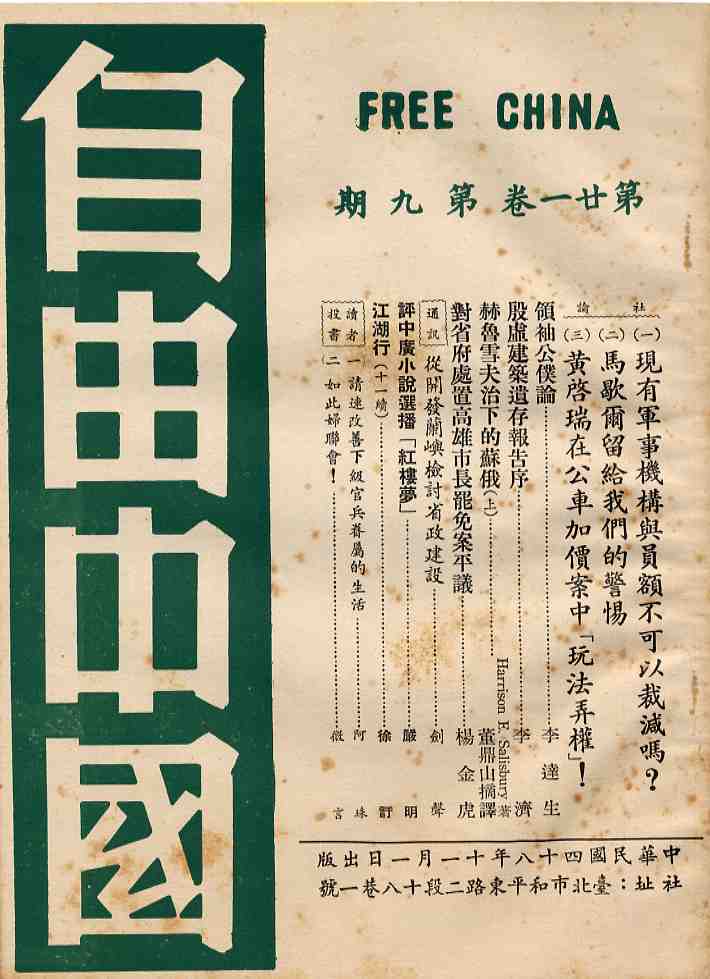 自由中國
FREE CHINA
第廿一卷第九期
社論
(一)現有軍事機構與員額不可以裁減嗎？
(二)馬歇爾留給我們的警惕
(三)黃啓瑞在公車加價案中「玩法弄權」！
領袖公僕論 李達生
殷虛建築遺存報告序 李濟
赫魯雪夫治下的蘇俄(上) Harrison E. Salisbury 著 董鼎山摘譯
對省府處置高雄市長罷免案平議 楊金虎
通訊 從開發蘭嶼檢討省政建設 劍聲
評中廣小說選播「紅樓夢」 嚴明
江湖行(十一續) 徐訏
讀者投書
一 請速改善下級官兵眷屬的生活 阿珠
二 如此婦聯會！ 微言
中華民國四十八年十一月一日出版
社址：臺北市和平東路二段十八巷一號